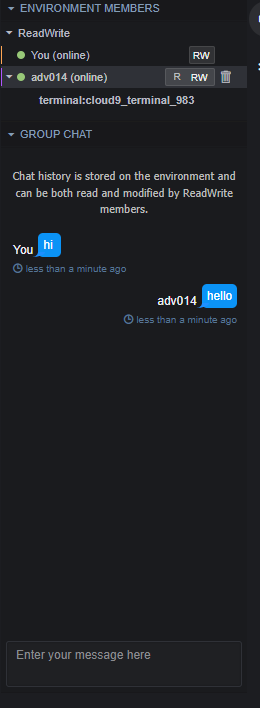 ENVIRONMENT MEMBERS
ReadWrite
You (online) RW
adv014 (online) R RW
terminal:cloud9_terminal_983
GROUP CHAT
Chat history is stored on the environment and
can be both read and modified by ReadWrite
members.
You hi
less than a minute ago
adv014 hello
less than a minute ago
Enter your message here